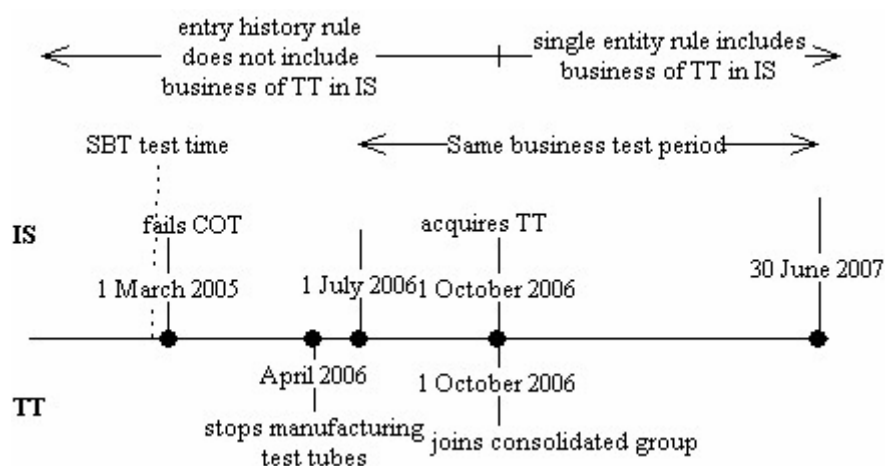 entry history rule
does not include
business of TT in IS
single entity rule includes
business of TT in IS
SBT test time
Same business test period
IS
fails COT
acquires TT
1 March 2005
1 July 2006
1 October 2006
30 June 2007
TT
April 2006
1 October 2006
stops manufacturing
test tubes
joins consolidated group